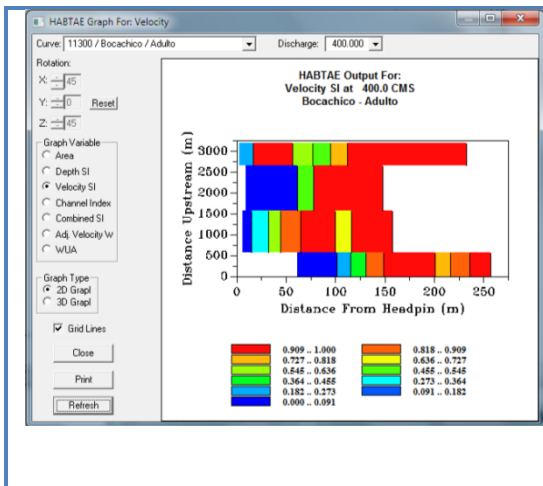 HABTAE Graph For: Velocity
Curve: 11300 / Bocachico / Adulto Discharge: 400.000
Rotation:
X: 45
Y: 0 Reset
Z: 45
Graph Variable
Area
Depth SI
Velocity SI
Channel Index
Combined SI
Adj. Velocity W
WUA
Graph Type
2D Grapl
3D Grapl
Grid Lines
Close
Print
Refresh
HABTAE Output For:
Velocity SI at 400.0 CMS
Bocachico - Adulto
Distance Upstream (m)
3000
2500
2000
1500
1000
500
0
0 50 100 150 200 250
Distance From Headpin (m)
0.909 .. 1.000 0.818 .. 0.909
0.727 .. 0.818 0.636 .. 0.727
0.545 .. 0.636 0.455 .. 0.545
0.364 .. 0.455 0.273 .. 0.364
0.182 .. 0.273 0.091 .. 0.182
0.000 .. 0.091